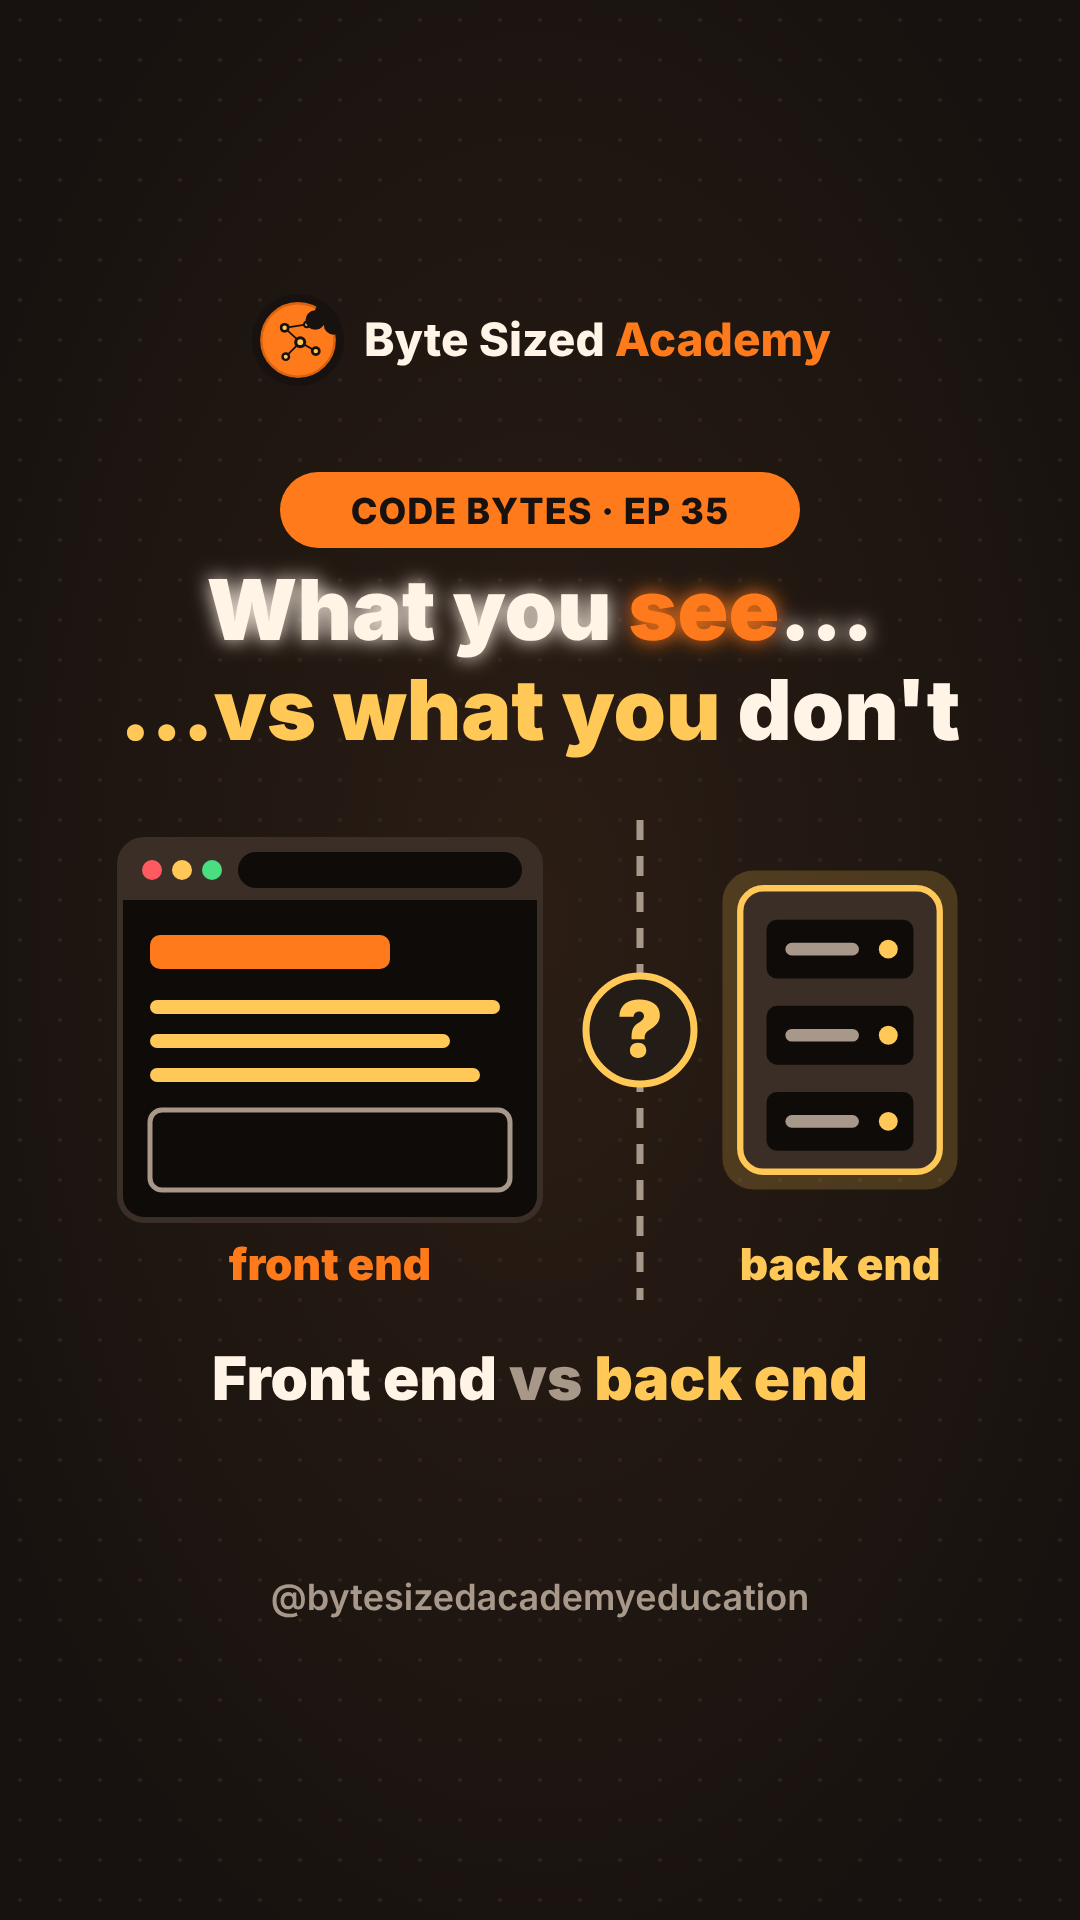 Byte Sized Academy
CODE BYTES · EP 35
What you see...
...vs what you don't
?
front end
back end
Front end vs back end
@bytesizedacademyeducation